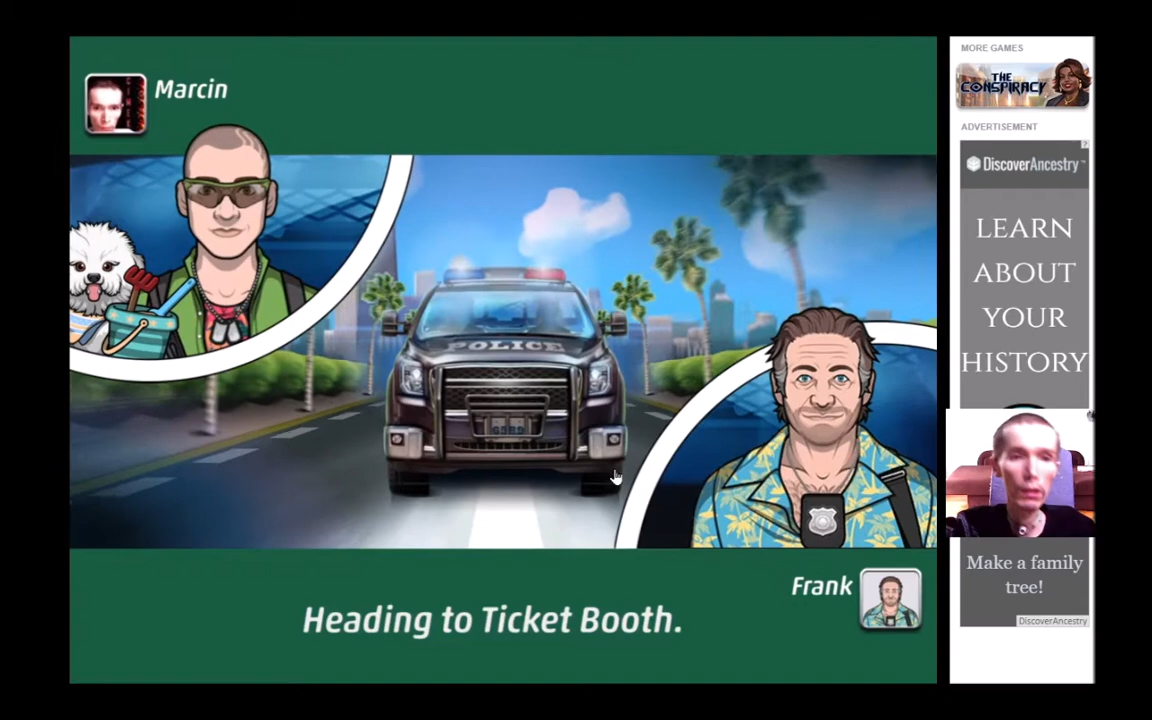 Marcin
POLICE
Heading to Ticket Booth.
Frank
MORE GAMES
THE
CONSPIRACY
ADVERTISEMENT
DiscoverAncestry
LEARN
ABOUT
YOUR
HISTORY
Make a family
tree!
DiscoverAncestry